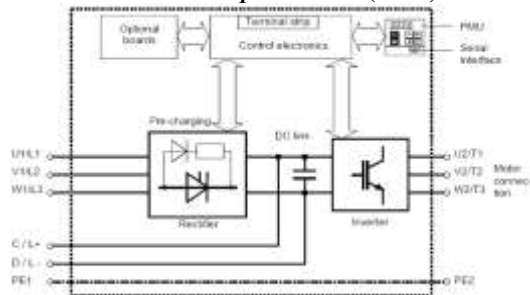 Optional
boards
Terminal strip
Control electronics
PMU
Serial
Interface
Pre-charging
DC link
U1/L1
V1/L2
W1/L3
U2/T1
V2/T2
W2/T3
Motor
connec
tion
Rectifier
Inverter
C / L+
D / L -
PE1
PE2